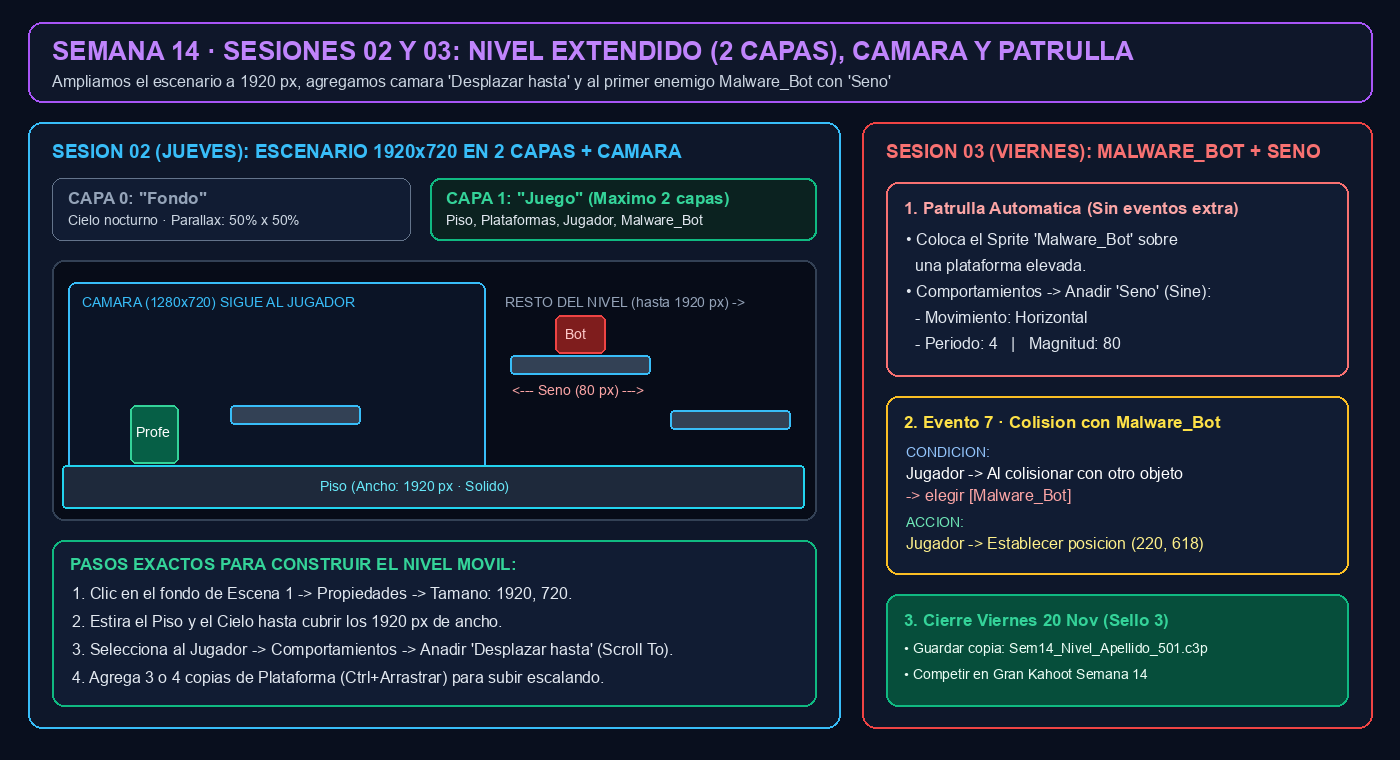 SEMANA 14 · SESIONES 02 Y 03: NIVEL EXTENDIDO (2 CAPAS), CAMARA Y PATRULLA
Ampliamos el escenario a 1920 px, agregamos camara 'Desplazar hasta' y al primer enemigo Malware_Bot con 'Seno'
SESION 02 (JUEVES): ESCENARIO 1920x720 EN 2 CAPAS + CAMARA
CAPA 0: "Fondo"
Cielo nocturno · Parallax: 50% x 50%
CAPA 1: "Juego" (Maximo 2 capas)
Piso, Plataformas, Jugador, Malware_Bot
CAMARA (1280x720) SIGUE AL JUGADOR
RESTO DEL NIVEL (hasta 1920 px) ->
Bot
<--- Seno (80 px) --->
Profe
Piso (Ancho: 1920 px · Solido)
PASOS EXACTOS PARA CONSTRUIR EL NIVEL MOVIL:
1. Clic en el fondo de Escena 1 -> Propiedades -> Tamano: 1920, 720.
2. Estira el Piso y el Cielo hasta cubrir los 1920 px de ancho.
3. Selecciona al Jugador -> Comportamientos -> Anadir 'Desplazar hasta' (Scroll To).
4. Agrega 3 o 4 copias de Plataforma (Ctrl+Arrastrar) para subir escalando.
SESION 03 (VIERNES): MALWARE_BOT + SENO
1. Patrulla Automatica (Sin eventos extra)
• Coloca el Sprite 'Malware_Bot' sobre
una plataforma elevada.
• Comportamientos -> Anadir 'Seno' (Sine):
- Movimiento: Horizontal
- Periodo: 4 | Magnitud: 80
2. Evento 7 · Colision con Malware_Bot
CONDICION:
Jugador -> Al colisionar con otro objeto
-> elegir [Malware_Bot]
ACCION:
Jugador -> Establecer posicion (220, 618)
3. Cierre Viernes 20 Nov (Sello 3)
• Guardar copia: Sem14_Nivel_Apellido_501.c3p
• Competir en Gran Kahoot Semana 14